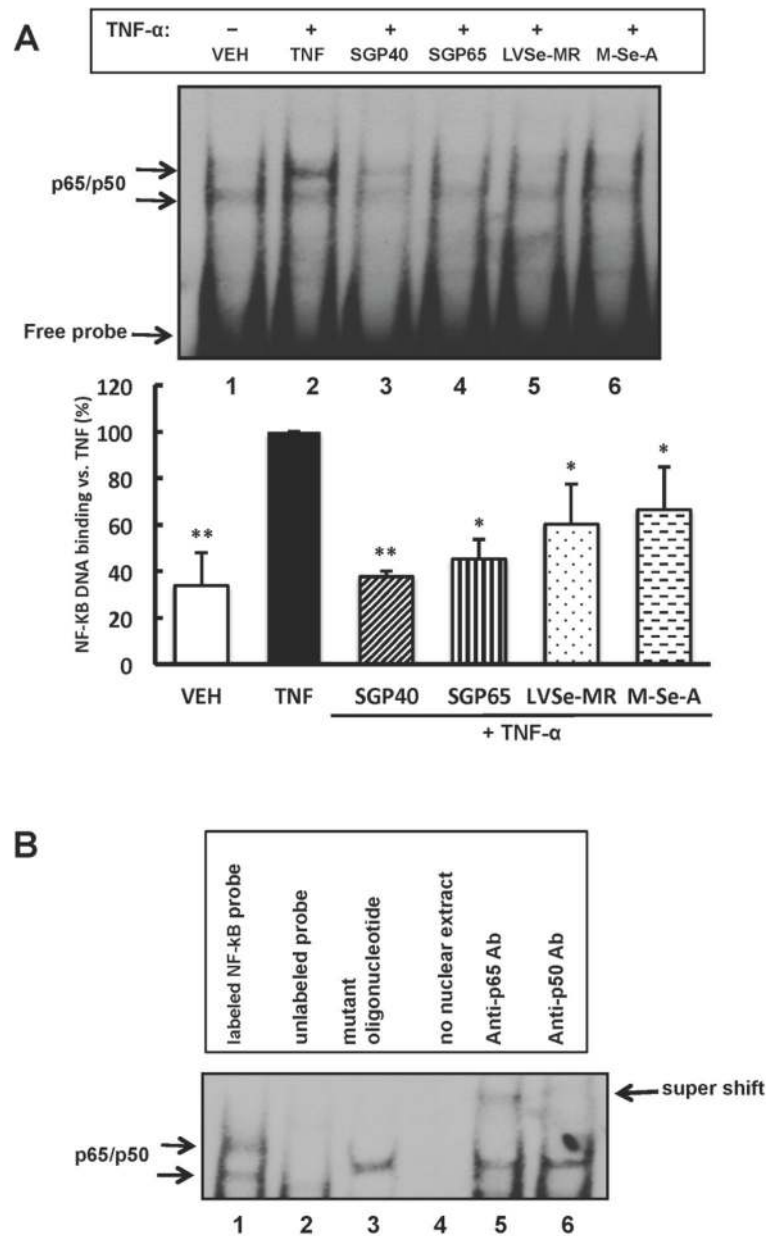 A
TNF-α: – + + + + +
VEH TNF SGP40 SGP65 LVSe-MR M-Se-A
p65/p50
Free probe
1 2 3 4 5 6
NF-KB DNA binding vs. TNF (%)
120
100
80
60
40
20
0
** ** * * *
VEH TNF SGP40 SGP65 LVSe-MR M-Se-A
+ TNF-α
B
labeled NF-kB probe
unlabeled probe
mutant
oligonucleotide
no nuclear extract
Anti-p65 Ab
Anti-p50 Ab
super shift
p65/p50
1 2 3 4 5 6